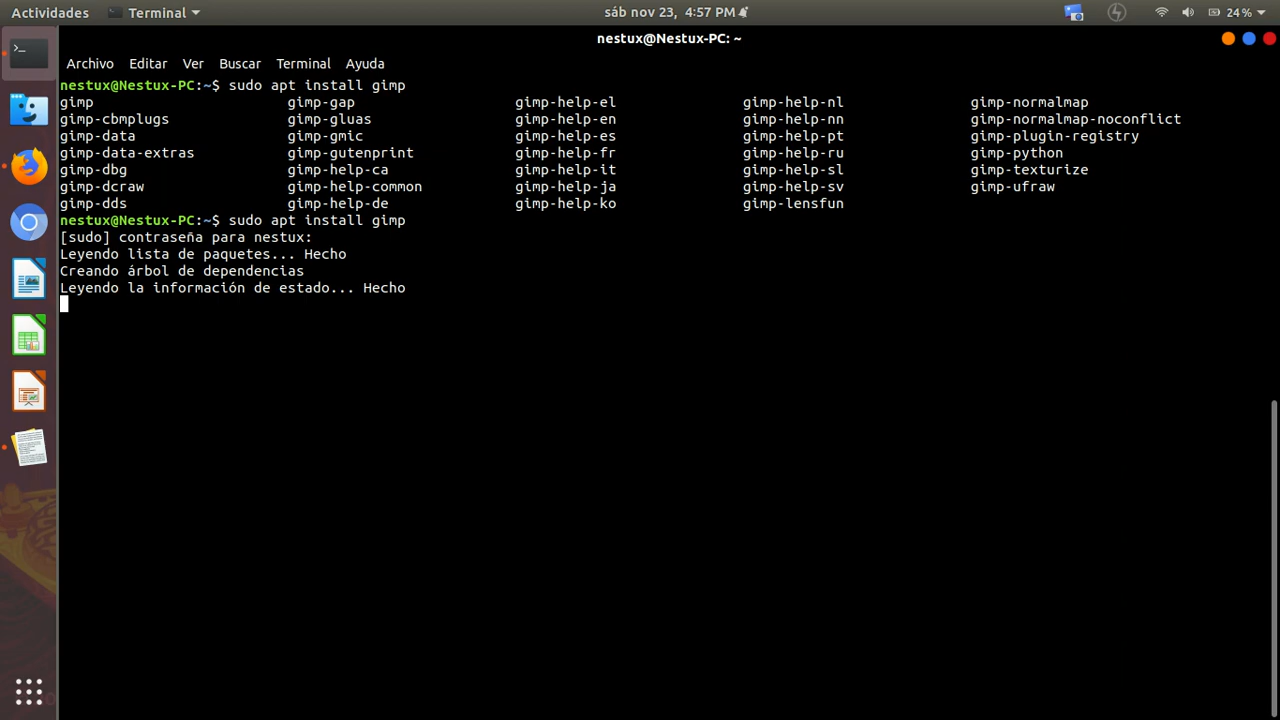 Actividades Terminal sáb nov 23, 4:57 PM 24 %
nestux@Nestux-PC: ~
Archivo Editar Ver Buscar Terminal Ayuda
nestux@Nestux-PC:~$ sudo apt install gimp
gimp gimp-gap gimp-help-el gimp-help-nl gimp-normalmap
gimp-cbmplugs gimp-gluas gimp-help-en gimp-help-nn gimp-normalmap-noconflict
gimp-data gimp-gmic gimp-help-es gimp-help-pt gimp-plugin-registry
gimp-data-extras gimp-gutenprint gimp-help-fr gimp-help-ru gimp-python
gimp-dbg gimp-help-ca gimp-help-it gimp-help-sl gimp-texturize
gimp-dcraw gimp-help-common gimp-help-ja gimp-help-sv gimp-ufraw
gimp-dds gimp-help-de gimp-help-ko gimp-lensfun
nestux@Nestux-PC:~$ sudo apt install gimp
[sudo] contraseña para nestux:
Leyendo lista de paquetes... Hecho
Creando árbol de dependencias
Leyendo la información de estado... Hecho